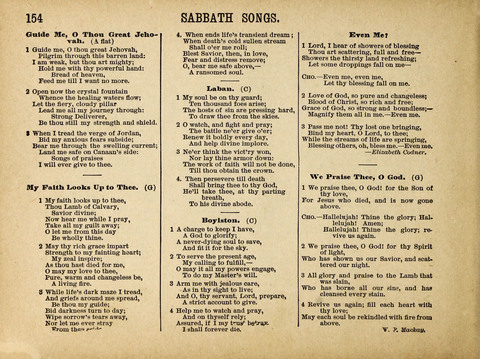 154
SABBATH SONGS.
Guide Me, O Thou Great Jeho-
vah. (A flat)
1 Guide me, O thou great Jehovah,
Pilgrim through this barren land:
I am weak, but thou art mighty;
Hold me with thy powerful hand:
Bread of heaven,
Feed me till I want no more.
2 Open now the crystal fountain
Whence the healing waters flow;
Let the fiery, cloudy pillar
Lead me all my journey through:
Strong Deliverer,
Be thou still my strength and shield.
3 When I tread the verge of Jordan,
Bid my anxious fears subside;
Bear me through the swelling current;
Land me safe on Canaan's side:
Songs of praises
I will ever give to thee.
My Faith Looks Up to Thee. (G)
1 My faith looks up to thee,
Thou Lamb of Calvary,
Savior divine;
Now hear me while I pray,
Take all my guilt away;
O let me from this day
Be wholly thine.
2 May thy rich grace impart
Strength to my fainting heart;
My zeal inspire;
As thou hast died for me,
O may my love to thee,
Pure, warm and changeless be,
A living fire.
3 While life's dark maze I tread,
And griefs around me spread,
Be thou my guide;
Bid darkness turn to day;
Wipe sorrow's tears away,
Nor let me ever stray
From thee
4. When ends life's transient dream;
When death's cold sullen stream
Shall o'er me roll;
Blest Savior, then, in love,
Fear and distress remove;
O, bear me safe above,—
A ransomed soul.
Laban. (C)
1 My soul be on thy guard;
Ten thousand foes arise;
The hosts of sin are pressing hard,
To draw thee from the skies.
2 O watch, and fight and pray;
The battle ne'er give o'er;
Renew it boldly every day,
And help divine implore.
3 Ne'er think the vict'ry won,
Nor lay thine armor down:
The work of faith will not be done,
Till thou obtain the crown.
4 Then persevere till death
Shall bring thee to thy God,
He'll take thee, at thy parting
breath,
To his divine abode.
Boylston. (C)
1 A charge to keep I have,
A God to glorify;
A never-dying soul to save,
And fit it for the sky.
2 To serve the present age,
My calling to fulfill,—
O may it all my powers engage,
To do my Master's will.
3 Arm me with jealous care,
As in thy sight to live;
And O, thy servant, Lord, prepare,
A strict account to give.
4 Help me to watch and pray,
And on thyself rely;
Assured, if I my trust betray,
I shall forever die.
Even Me!
1 Lord, I hear of showers of blessing
Thou art scattering, full and free—
Showers the thirsty land refreshing;
Let some droppings fall on me—
CHO.—Even me, even me,
Let thy blessing fall on me.
2 Love of God, so pure and changeless;
Blood of Christ, so rich and free;
Grace of God, so strong and boundless;—
Magnify them all in me.—Even me.
3 Pass me not! Thy lost one bringing,
Bind my heart, O Lord, to thee;
While the streams of life are springing,
Blessing others, oh, bless me.—Even me.
—Elizabeth Codner.
We Praise Thee, O God. (G)
1 We praise thee, O God! for the Son of
thy love,
For Jesus who died, and is now gone
above.
CHO.—Hallelujah! Thine the glory; Hal-
lelujah! Amen;
Hallelujah! Thine the glory; re-
vive us again.
2 We praise thee, O God! for thy Spirit
of light,
Who has shown us our Savior, and scat-
tered our night.
3 All glory and praise to the Lamb that
was slain,
Who has borne all our sins, and has
cleansed every stain.
4 Revive us again; fill each heart with
thy love;
May each soul be rekindled with fire from
above.
W. P. Mackay.